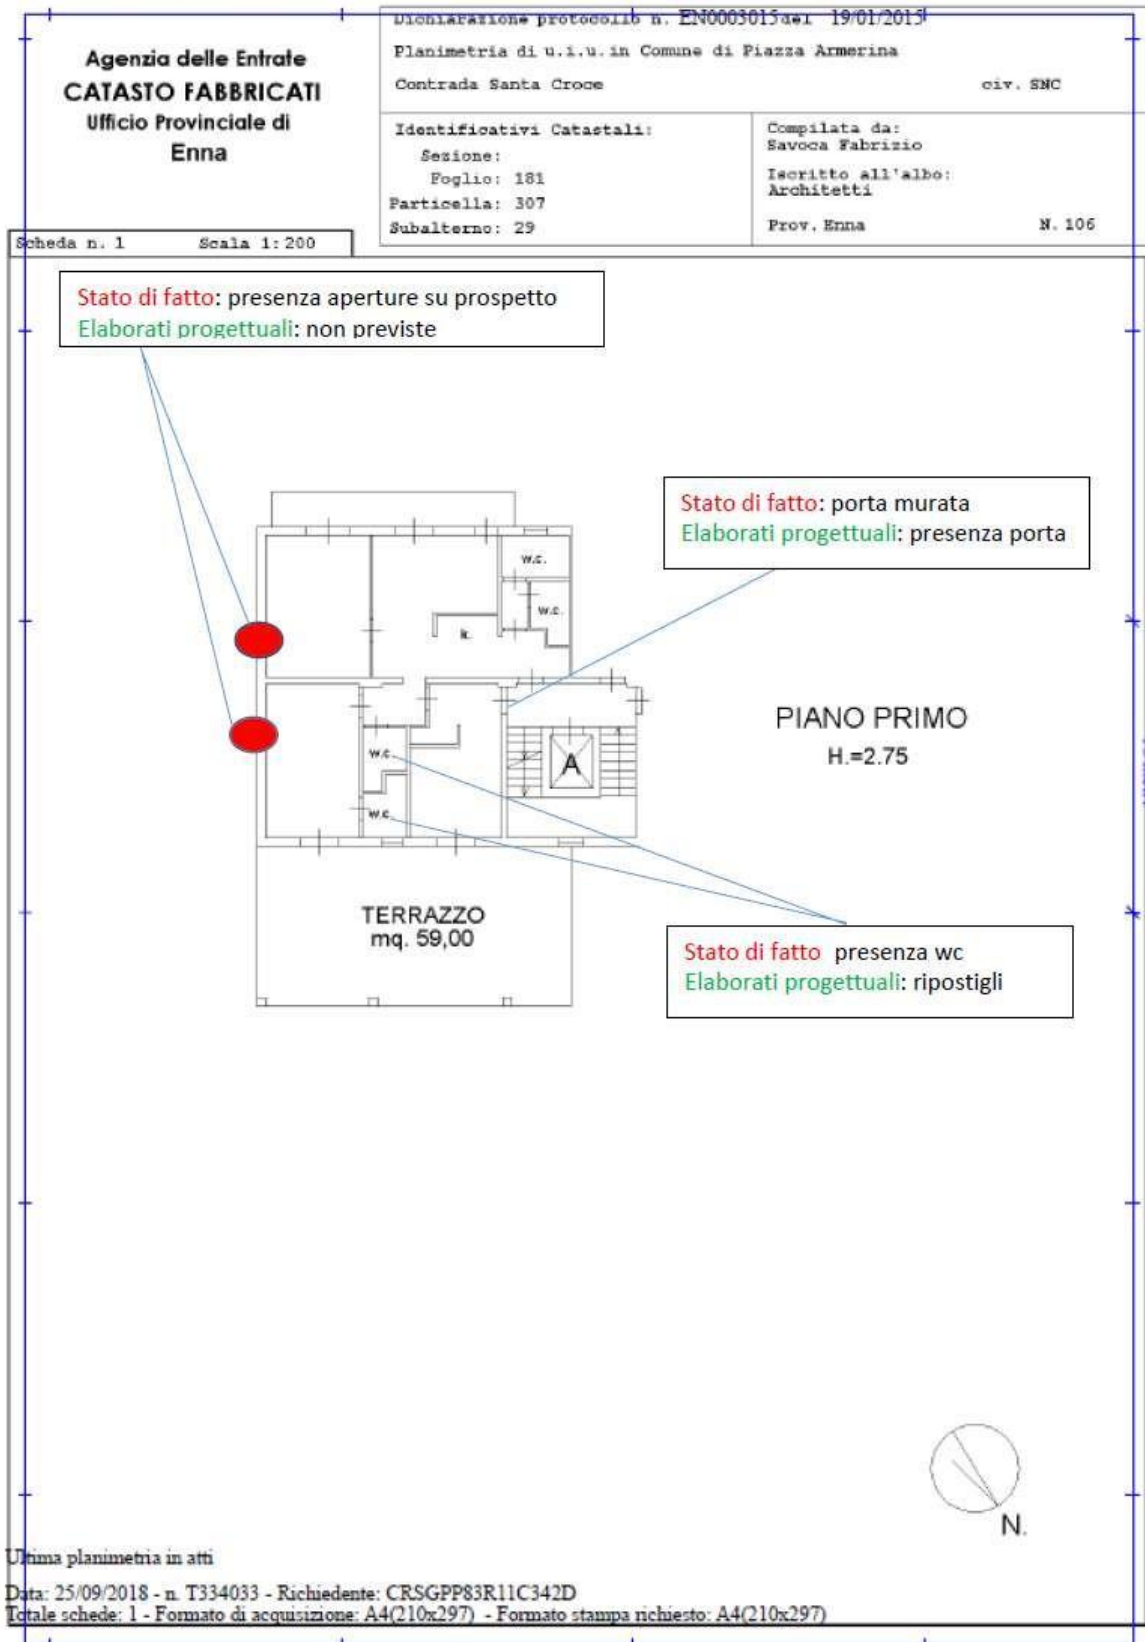 Agenzia delle Entrate
CATASTO FABBRICATI
Ufficio Provinciale di
Enna
Dichiarazione protocollo n. EN0003015 del 19/01/2015
Planimetria di u.i.u. in Comune di Piazza Armerina
Contrada Santa Croce civ. SNC
Identificativi Catastali:
Sezione:
Foglio: 181
Particella: 307
Subalterno: 29
Compilata da:
Savoca Fabrizio
Iscritto all'albo:
Architetti
Prov. Enna N. 106
Scheda n. 1 Scala 1:200
Stato di fatto: presenza aperture su prospetto
Elaborati progettuali: non previste
Stato di fatto: porta murata
Elaborati progettuali: presenza porta
w.c.
w.c.
k.
PIANO PRIMO
H.=2.75
w.c.
A
w.c.
TERRAZZO
mq. 59,00
Stato di fatto presenza wc
Elaborati progettuali: ripostigli
N.
Ultima planimetria in atti
Data: 25/09/2018 - n. T334033 - Richiedente: CRSGPP83R11C342D
Totale schede: 1 - Formato di acquisizione: A4(210x297) - Formato stampa richiesto: A4(210x297)